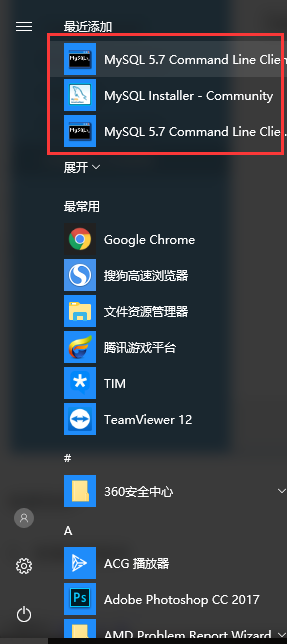 最近添加
MySQL 5.7 Command Line Clien
MySQL Installer - Community
MySQL 5.7 Command Line Clie...
展开
最常用
Google Chrome
搜狗高速浏览器
文件资源管理器
腾讯游戏平台
TIM
TeamViewer 12
#
360安全中心
A
ACG 播放器
Adobe Photoshop CC 2017
AMD Problem Report Wizard